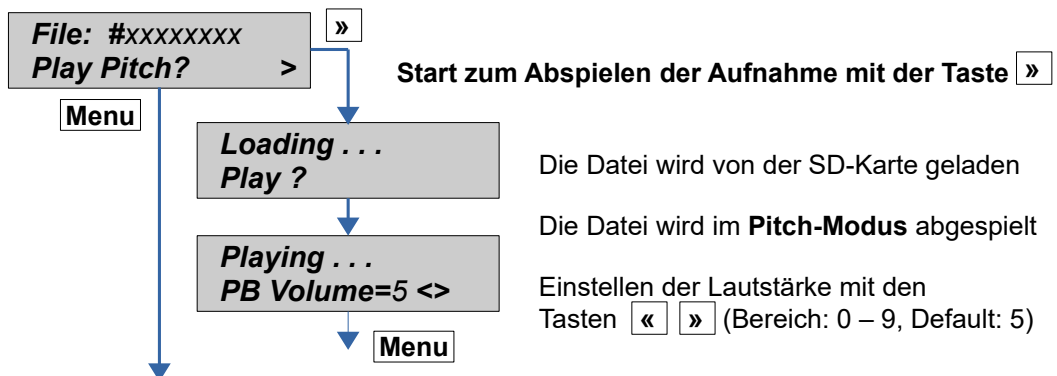 File: #xxxxxxxx
Play Pitch? >
»
Start zum Abspielen der Aufnahme mit der Taste »
Menu
Loading . . .
Play ?
Die Datei wird von der SD-Karte geladen
Die Datei wird im Pitch-Modus abgespielt
Playing . . .
PB Volume=5 <>
Einstellen der Lautstärke mit den
Tasten « » (Bereich: 0 – 9, Default: 5)
Menu